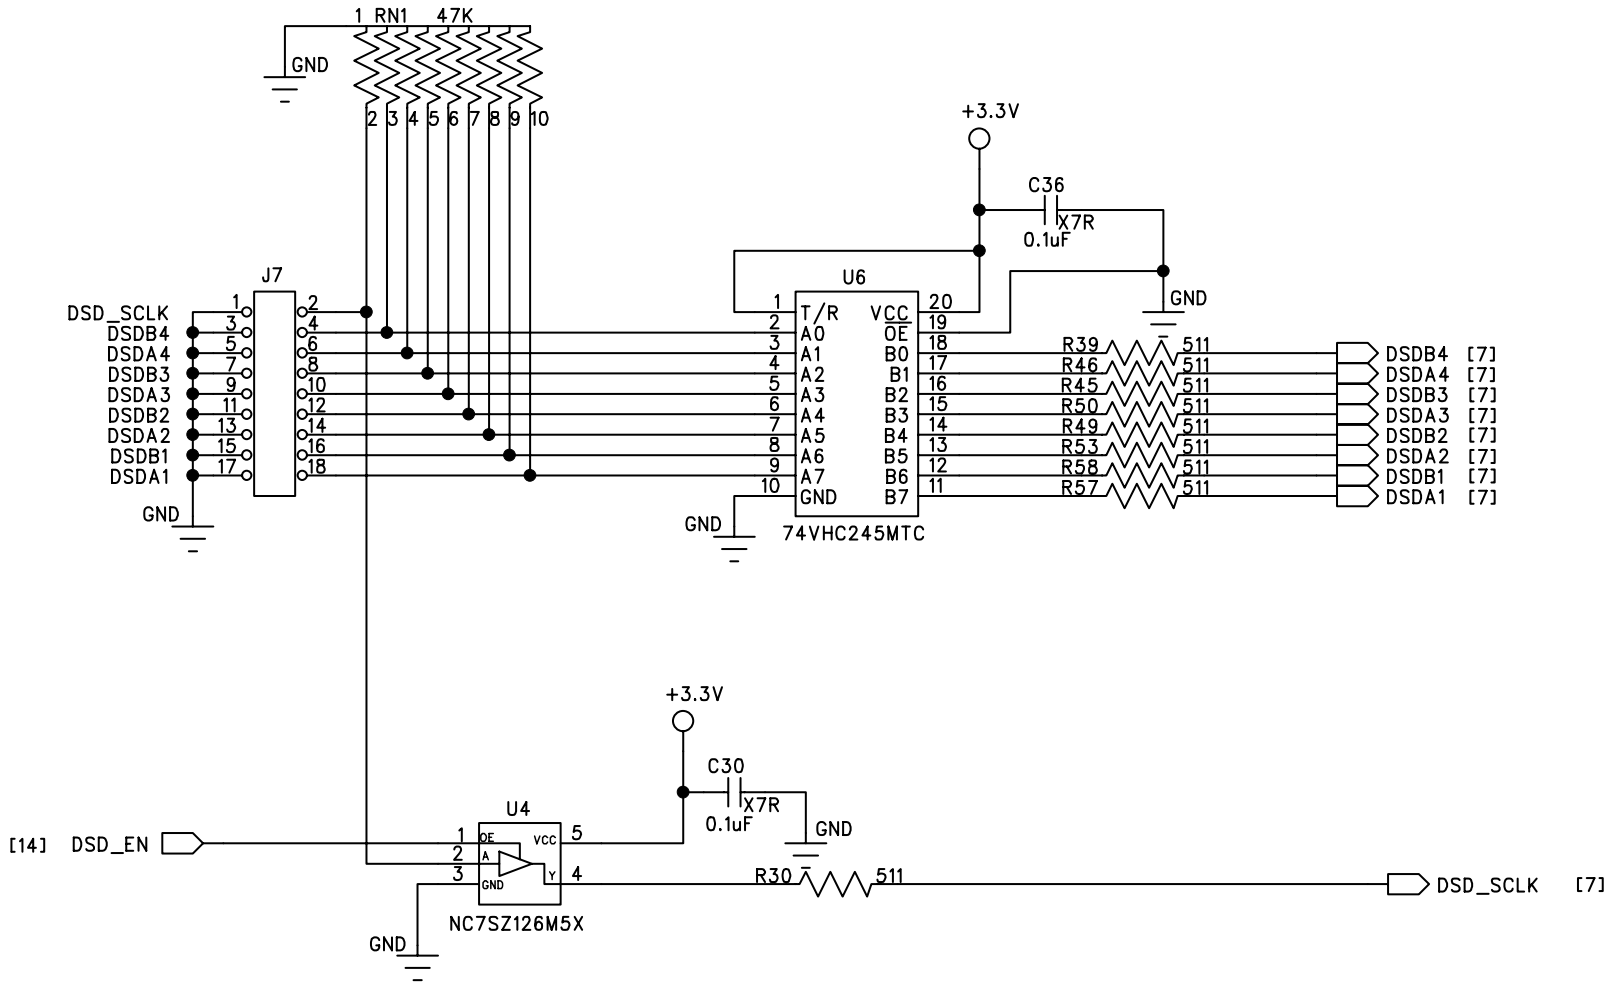 1 RN1 47K
GND
2 3 4 5 6 7 8 9 10
+3.3V
C36
X7R
0.1uF
GND
J7
DSD_SCLK 1 2
DSDB4 3 4
DSDA4 5 6
DSDB3 7 8
DSDA3 9 10
DSDB2 11 12
DSDA2 13 14
DSDB1 15 16
DSDA1 17 18
GND
U6
1 T/R VCC 20
2 A0 OE 19
3 A1 B0 18 R39 511 DSDB4 [7]
4 A2 B1 17 R46 511 DSDA4 [7]
5 A3 B2 16 R45 511 DSDB3 [7]
6 A4 B3 15 R50 511 DSDA3 [7]
7 A5 B4 14 R49 511 DSDB2 [7]
8 A6 B5 13 R53 511 DSDA2 [7]
9 A7 B6 12 R58 511 DSDB1 [7]
10 GND B7 11 R57 511 DSDA1 [7]
GND
74VHC245MTC
+3.3V
C30
X7R
0.1uF
GND
U4
[14] DSD_EN 1 OE VCC 5
2 A
3 GND Y 4 R30 511 DSD_SCLK [7]
NC7SZ126M5X
GND